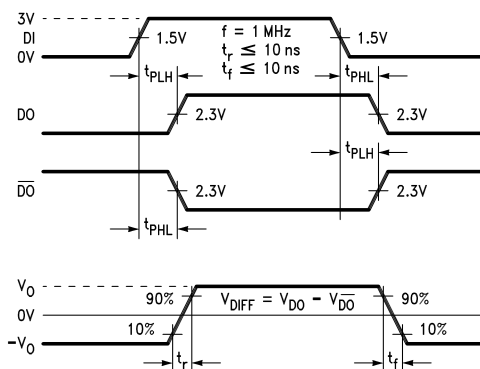 3V
DI
0V
1.5V
f = 1 MHz
t_r ≤ 10 ns
t_f ≤ 10 ns
1.5V
t_PLH
t_PHL
DO
2.3V
2.3V
t_PLH
D̅O̅
2.3V
2.3V
t_PHL
V_O
90%
V_DIFF = V_DO − V_D̅O̅
90%
0V
10%
10%
−V_O
t_r
t_f